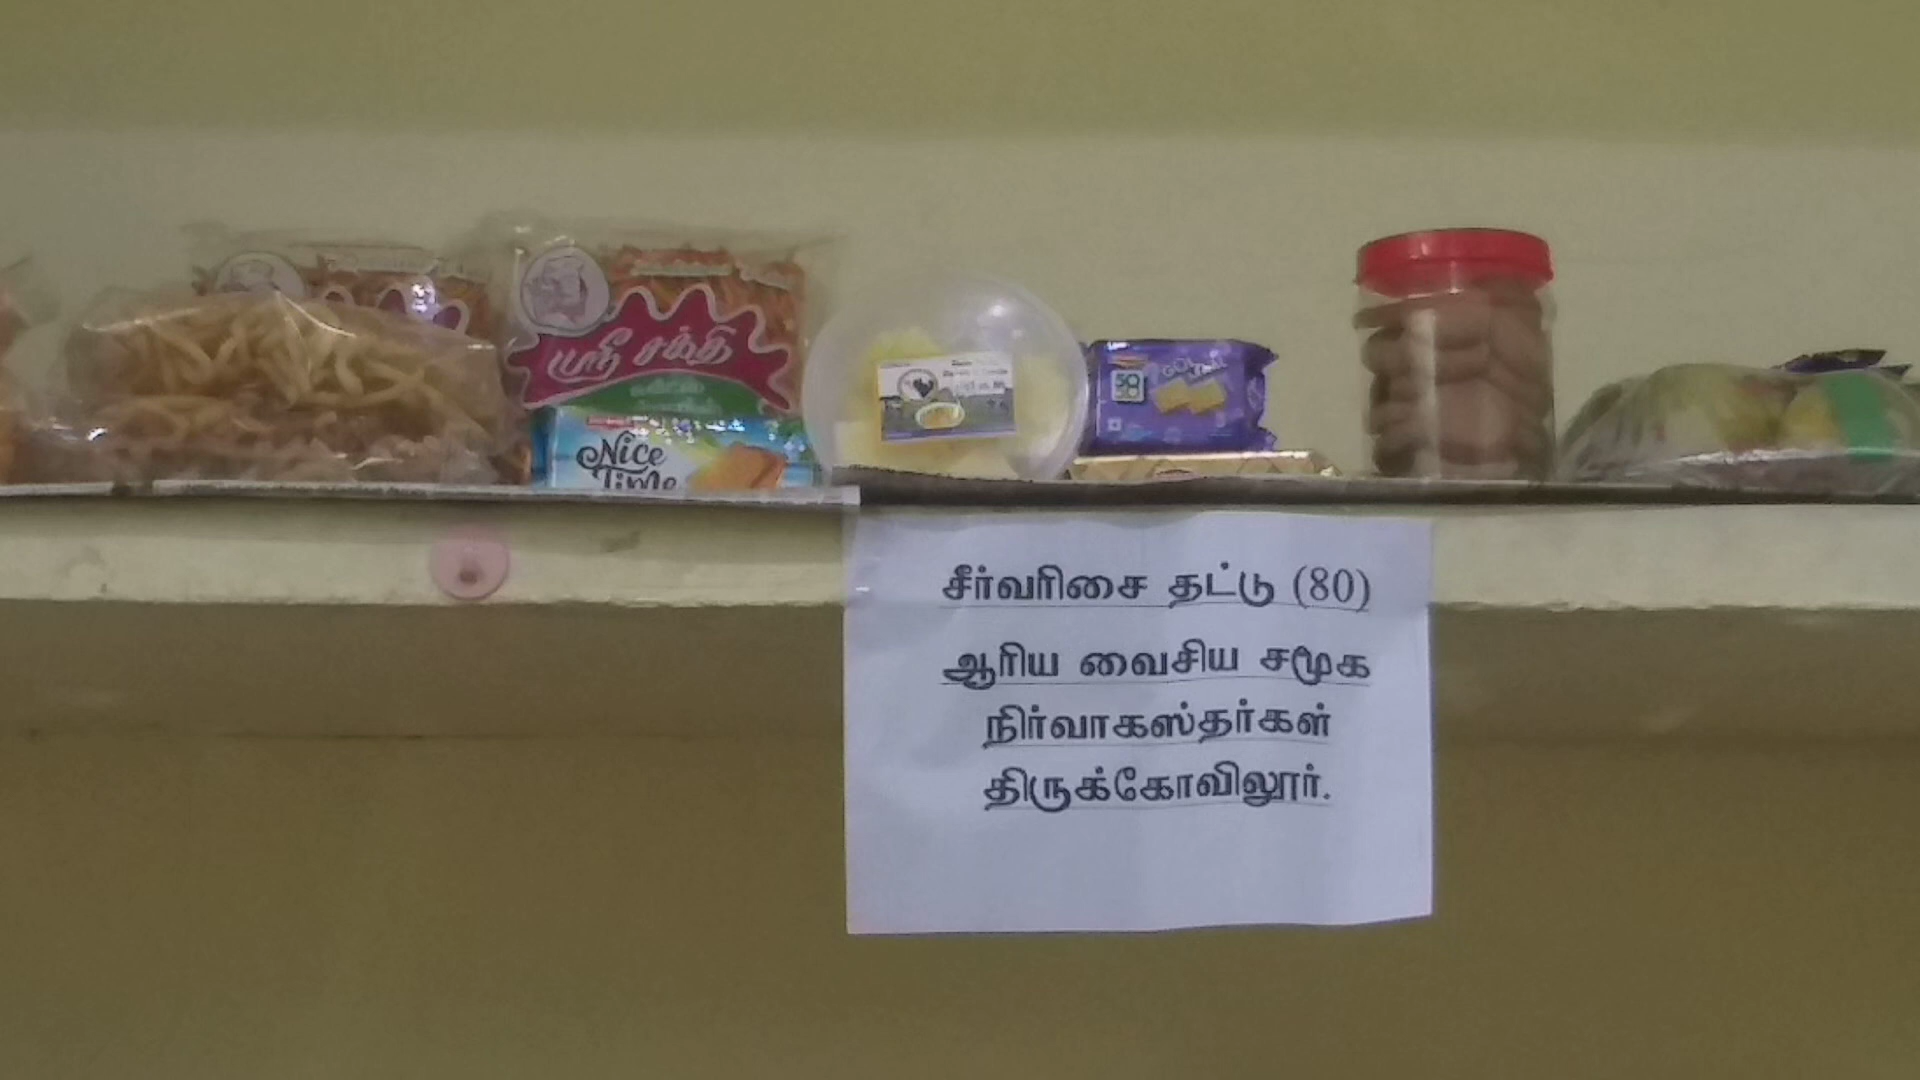 ஸ்ரீ சக்தி
Nice
Time
50
50
சீர்வரிசை தட்டு (80)
ஆரிய வைசிய சமூக
நிர்வாகஸ்தர்கள்
திருக்கோவிலூர்.